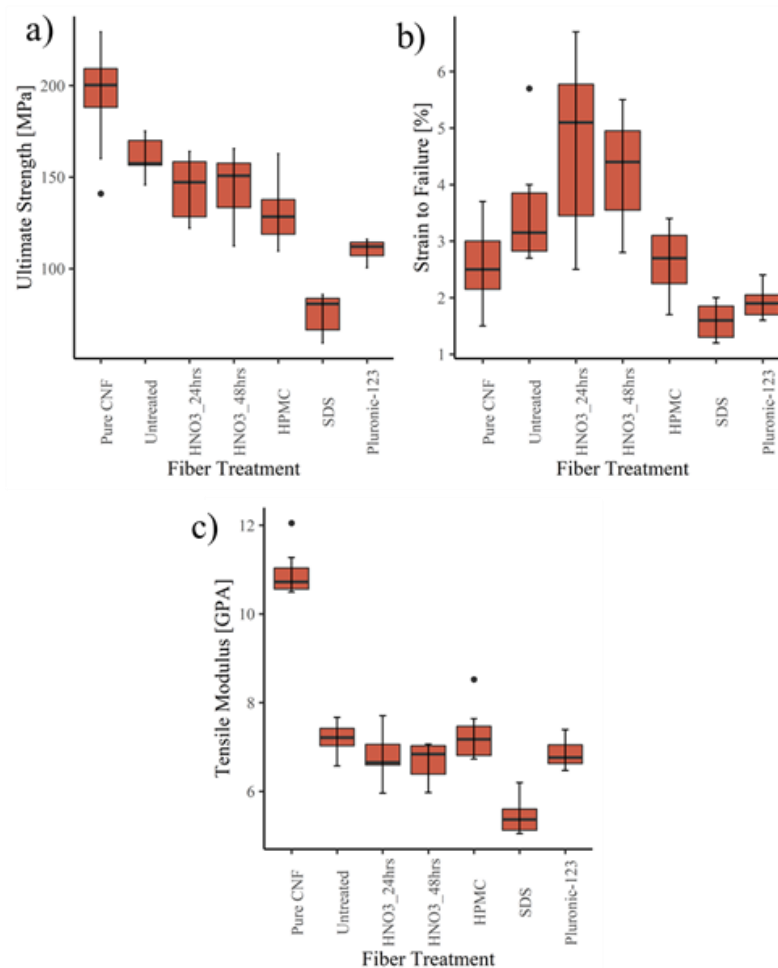 a)
Ultimate Strength [MPa]
200
150
100
Pure CNF
Untreated
HNO3_24hrs
HNO3_48hrs
HPMC
SDS
Pluronic-123
Fiber Treatment
b)
Strain to Failure [%]
6
5
4
3
2
1
Pure CNF
Untreated
HNO3_24hrs
HNO3_48hrs
HPMC
SDS
Pluronic-123
Fiber Treatment
c)
Tensile Modulus [GPA]
12
10
8
6
Pure CNF
Untreated
HNO3_24hrs
HNO3_48hrs
HPMC
SDS
Pluronic-123
Fiber Treatment